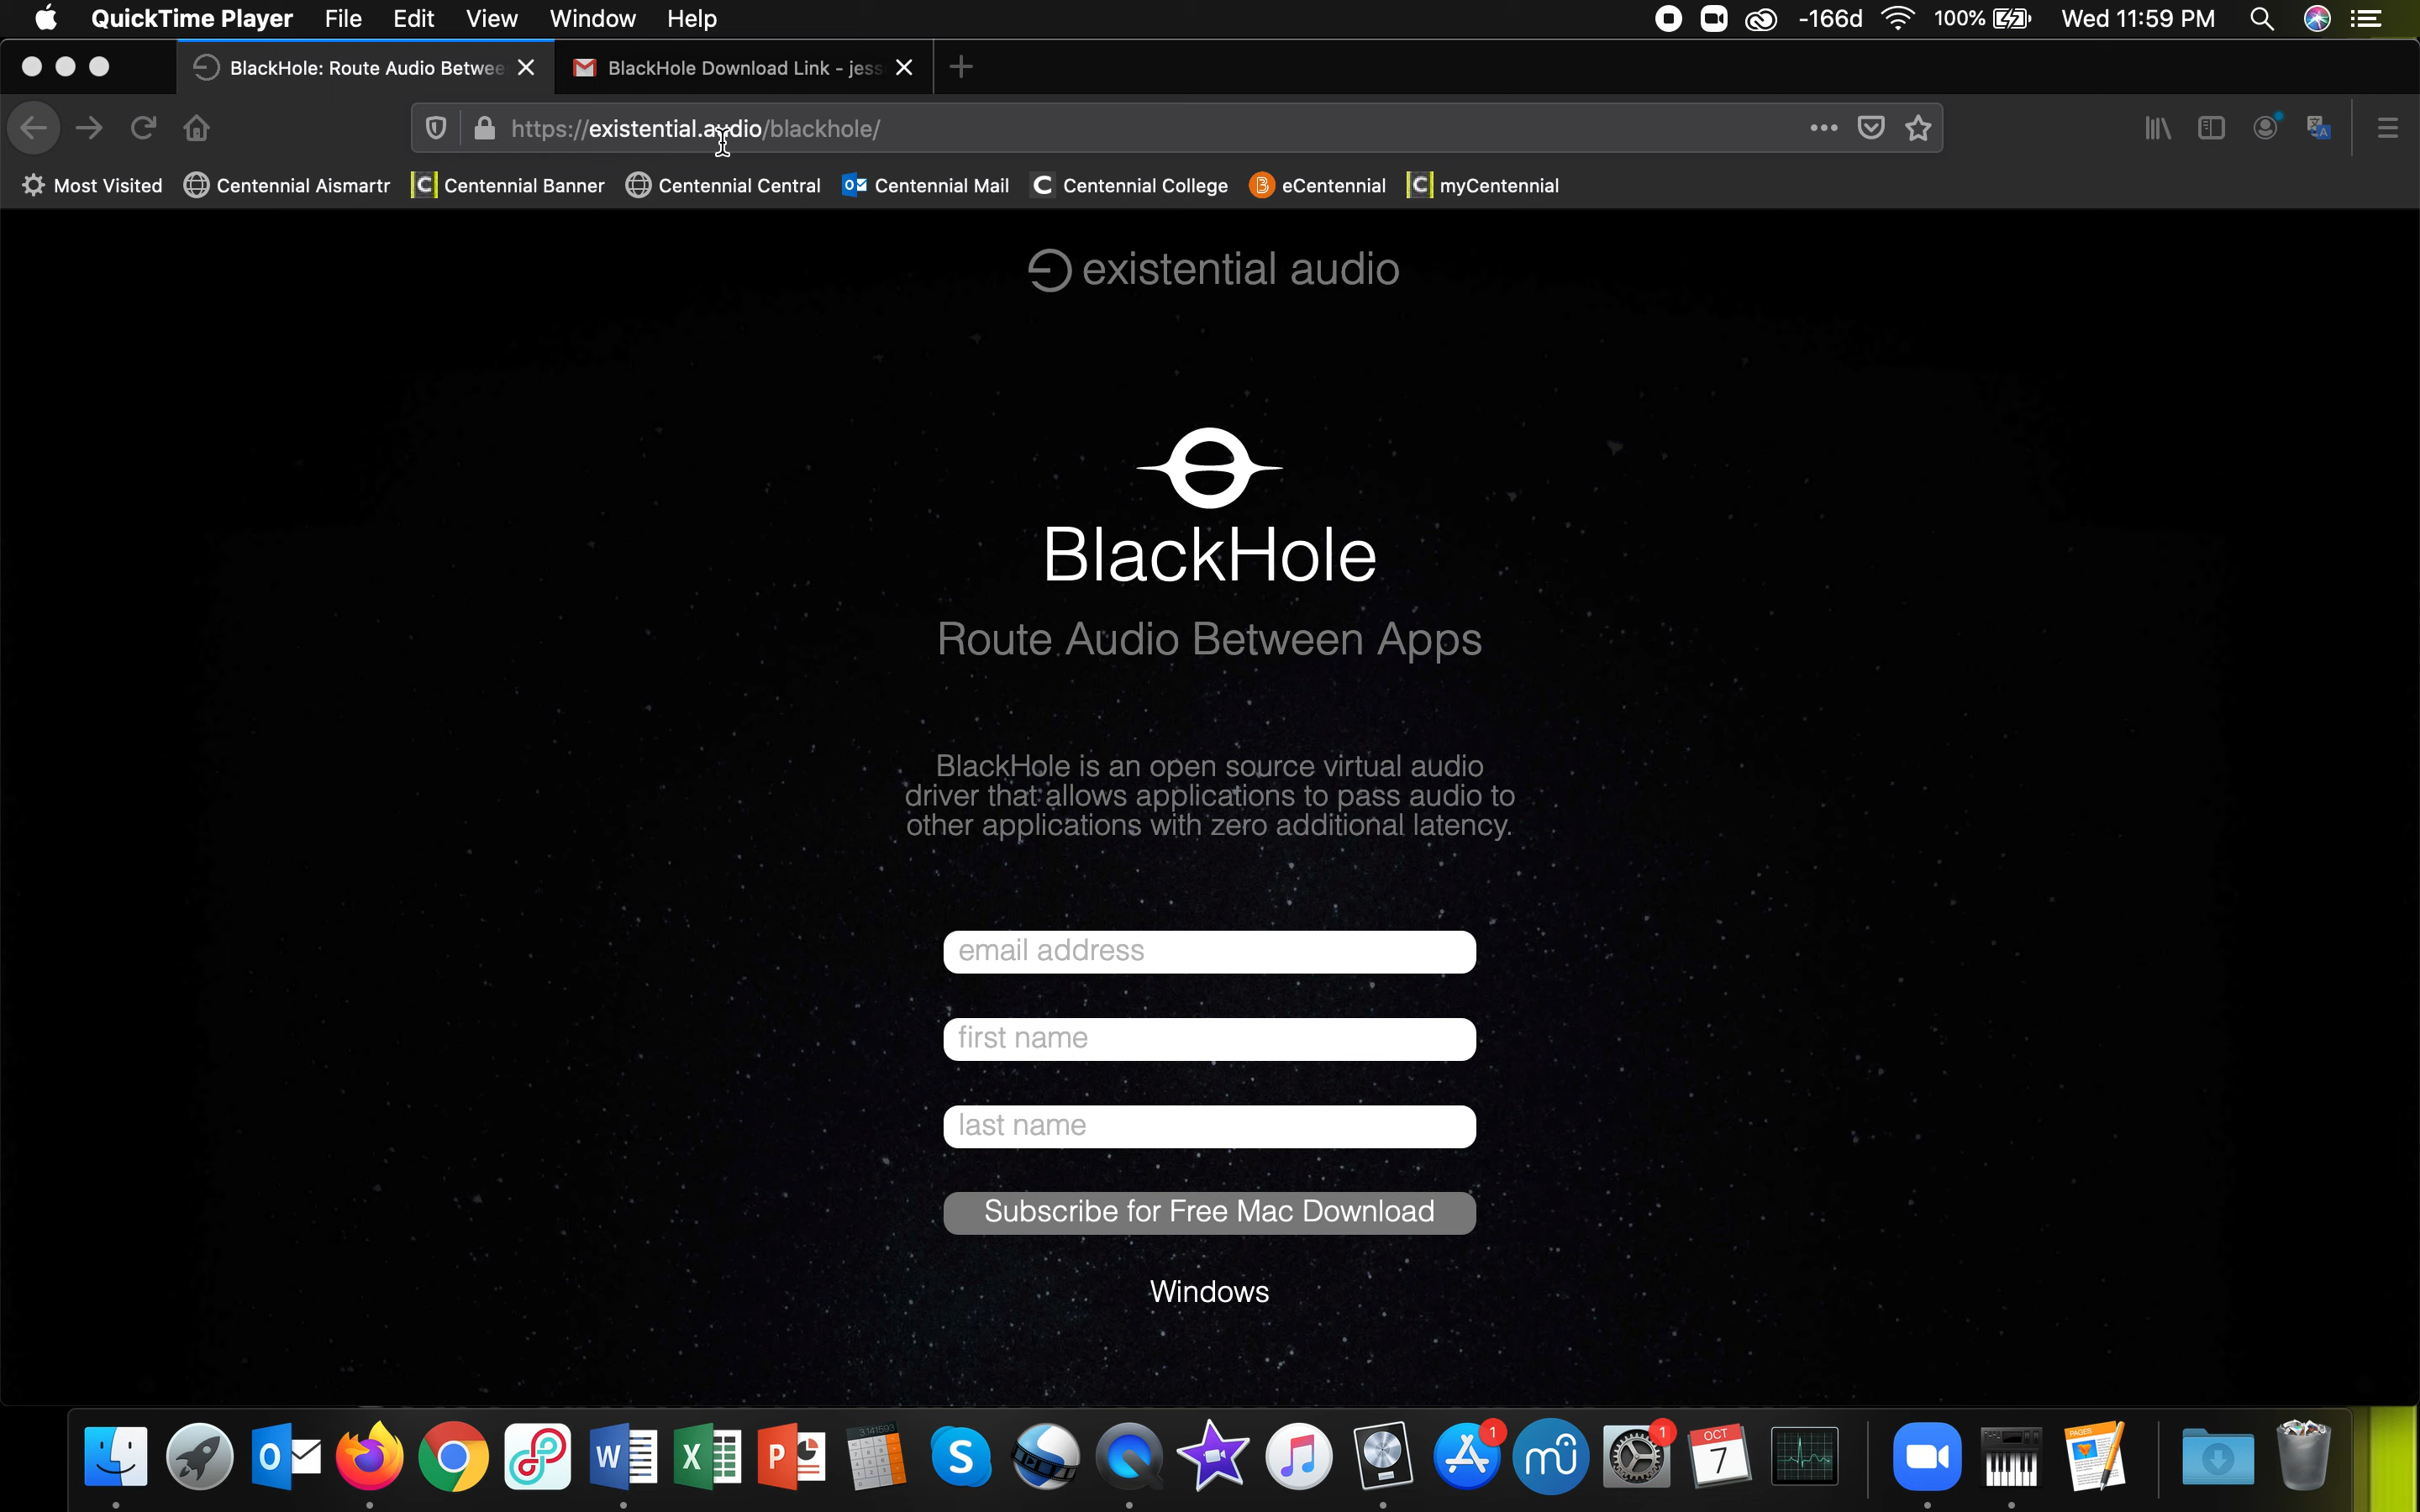 QuickTime Player File Edit View Window Help -166d 100% Wed 11:59 PM
BlackHole: Route Audio Betwee BlackHole Download Link - jess
https://existential.audio/blackhole/
Most Visited Centennial Aismartr Centennial Banner Centennial Central Centennial Mail Centennial College eCentennial myCentennial
existential audio
BlackHole
Route Audio Between Apps
BlackHole is an open source virtual audio
driver that allows applications to pass audio to
other applications with zero additional latency.
email address
first name
last name
Subscribe for Free Mac Download
Windows
OCT
7
1
1
PAGES